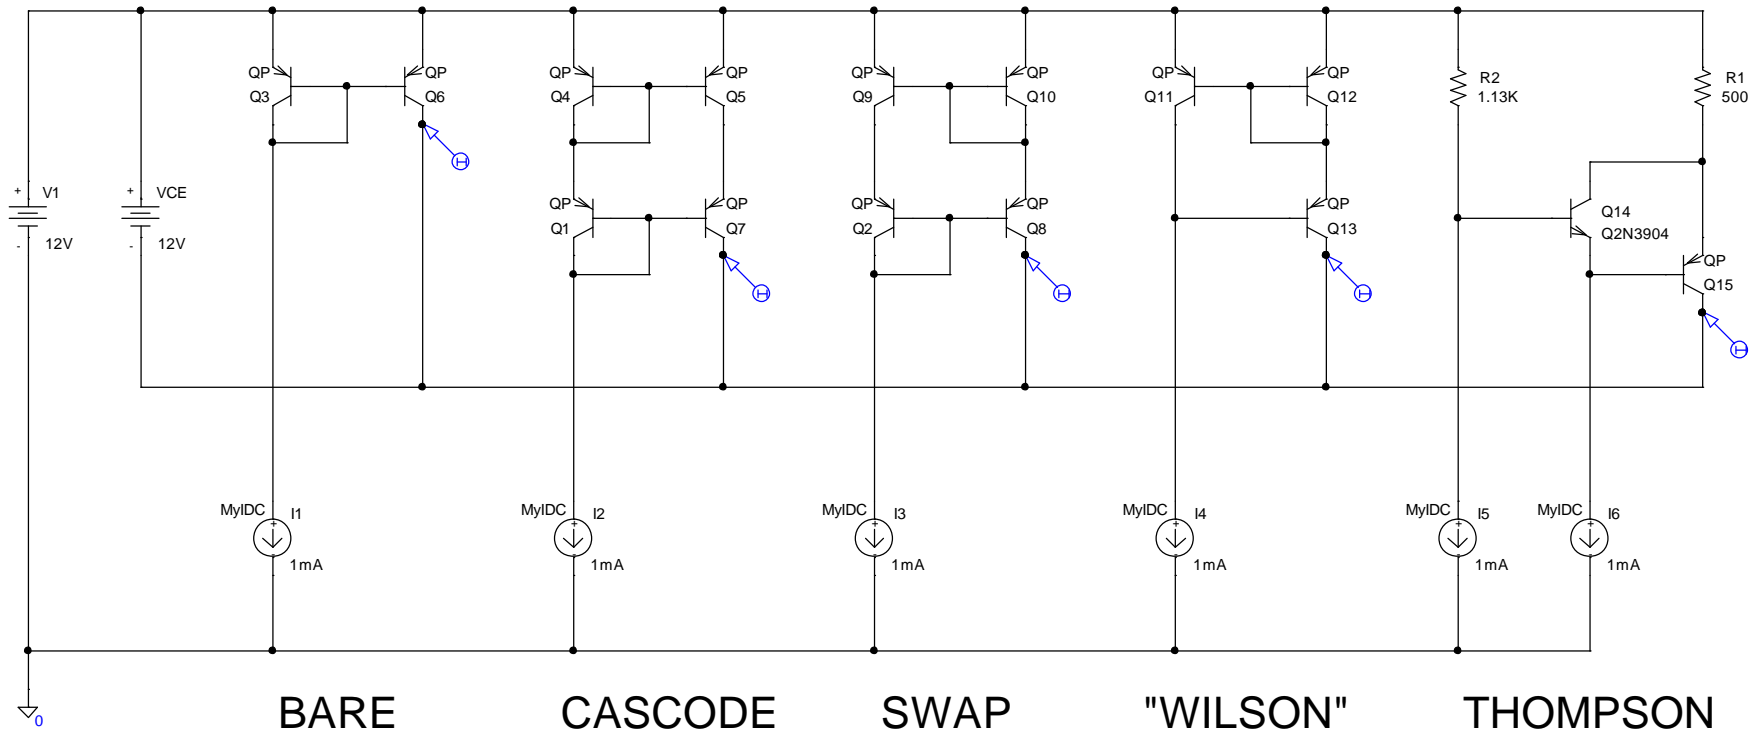 QP QP QP QP QP QP QP QP R2 R1
Q3 Q6 Q4 Q5 Q9 Q10 Q11 Q12 1.13K 500
+ V1 + VCE QP QP QP QP QP
- 12V - 12V Q1 Q7 Q2 Q8 Q13 Q14
Q2N3904
QP
Q15
I I I I I
MyIDC I1 MyIDC I2 MyIDC I3 MyIDC I4 MyIDC I5 MyIDC I6
+ + + + + +
- - - - - -
1mA 1mA 1mA 1mA 1mA 1mA
0
BARE CASCODE SWAP "WILSON" THOMPSON